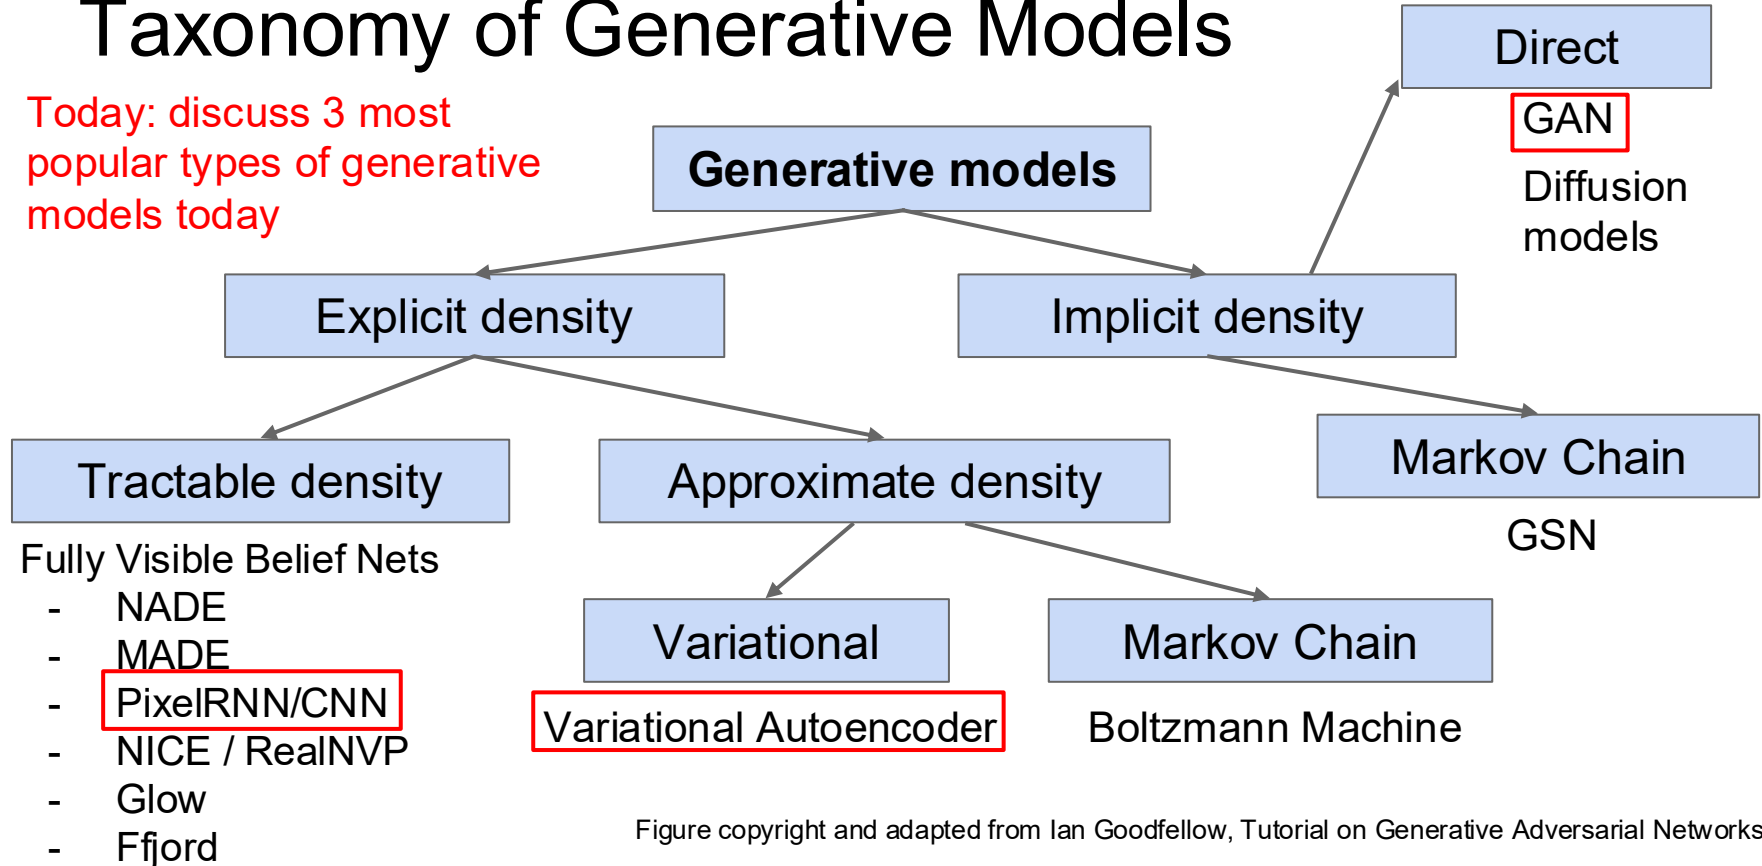 Taxonomy of Generative Models
Today: discuss 3 most
popular types of generative
models today
Generative models
Direct
GAN
Diffusion
models
Explicit density
Implicit density
Tractable density
Approximate density
Markov Chain
GSN
Fully Visible Belief Nets
- NADE
- MADE
- PixelRNN/CNN
- NICE / RealNVP
- Glow
- Ffjord
Variational
Markov Chain
Variational Autoencoder
Boltzmann Machine
Figure copyright and adapted from Ian Goodfellow, Tutorial on Generative Adversarial Networks